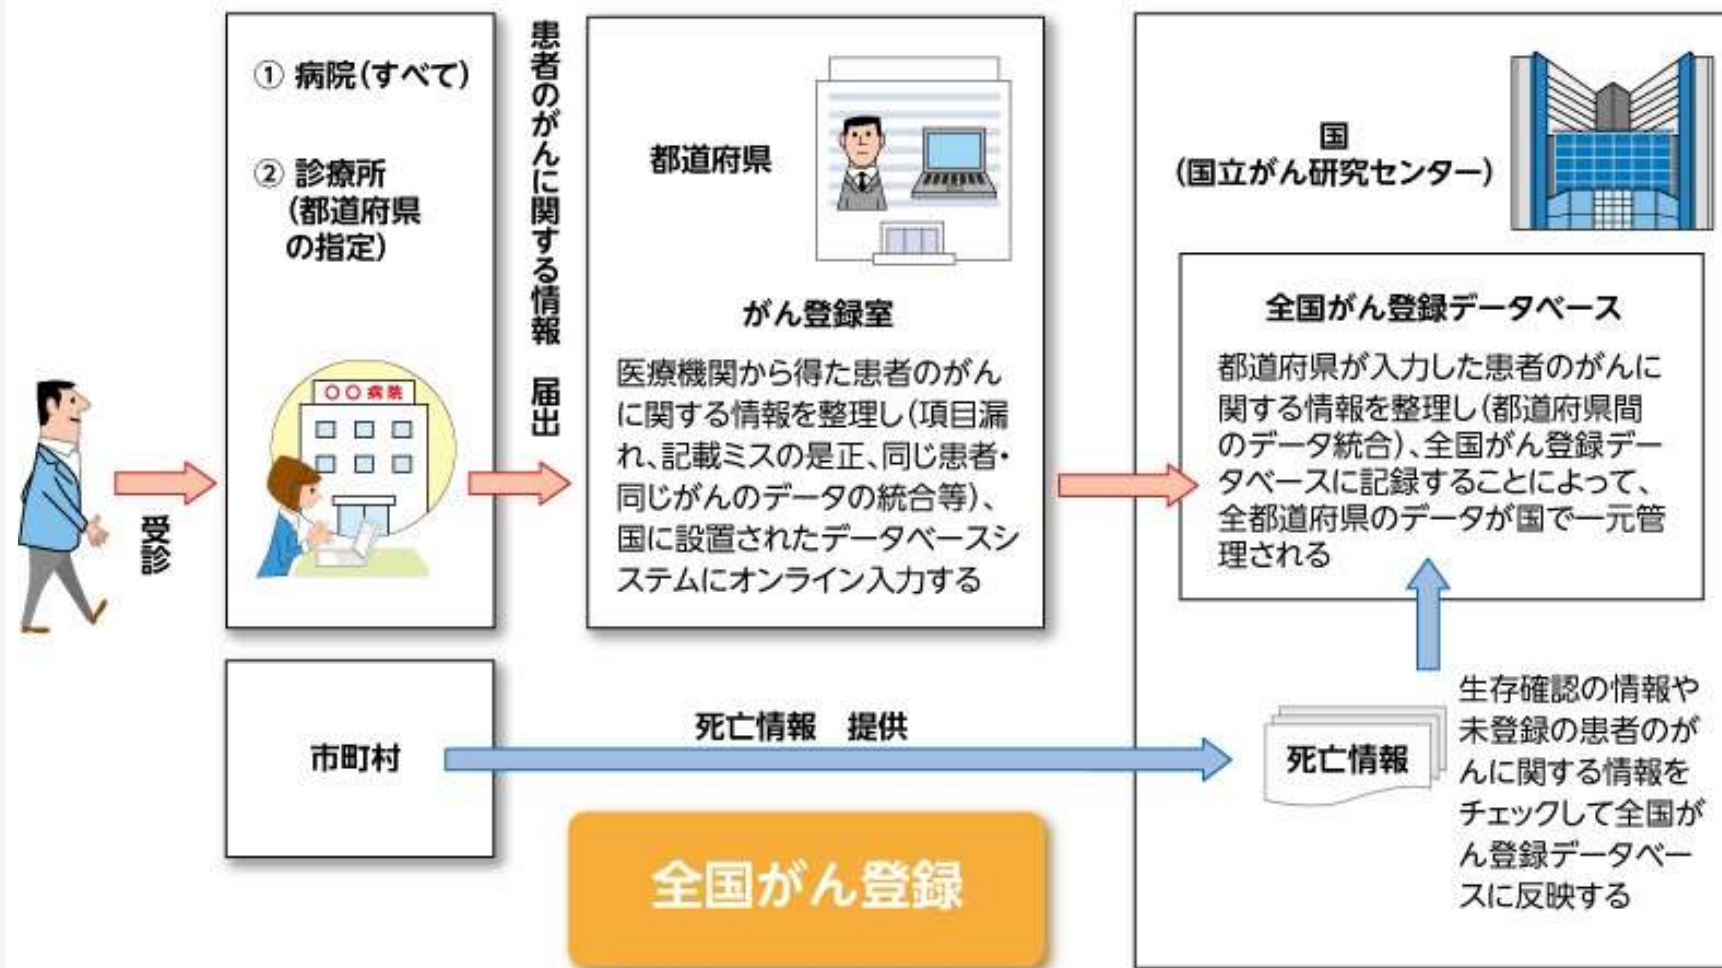 ① 病院(すべて)
② 診療所
(都道府県
の指定)
〇〇病院
受診
患者のがんに関する情報 届出
都道府県
がん登録室
医療機関から得た患者のがん
に関する情報を整理し(項目漏
れ、記載ミスの是正、同じ患者・
同じがんのデータの統合等)、
国に設置されたデータベースシ
ステムにオンライン入力する
国
(国立がん研究センター)
全国がん登録データベース
都道府県が入力した患者のがんに
関する情報を整理し(都道府県間
のデータ統合)、全国がん登録デー
タベースに記録することによって、
全都道府県のデータが国で一元管
理される
市町村
死亡情報 提供
死亡情報
生存確認の情報や
未登録の患者のが
んに関する情報を
チェックして全国が
ん登録データベー
スに反映する
全国がん登録